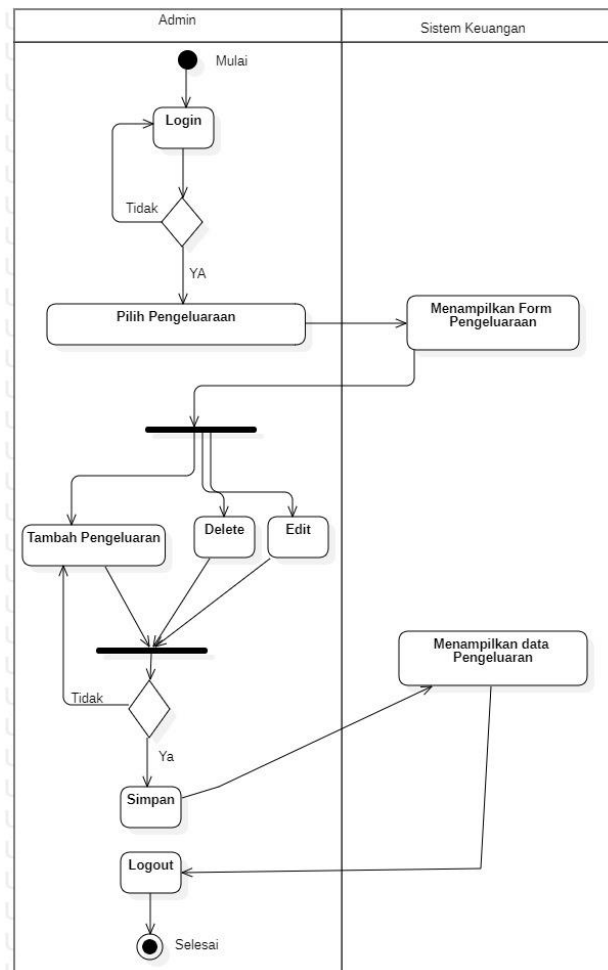 Admin
Sistem Keuangan
Mulai
Login
Tidak
YA
Pilih Pengeluaraan
Menampilkan Form
Pengeluaraan
Tambah Pengeluaran
Delete
Edit
Menampilkan data
Pengeluaran
Tidak
Ya
Simpan
Logout
Selesai